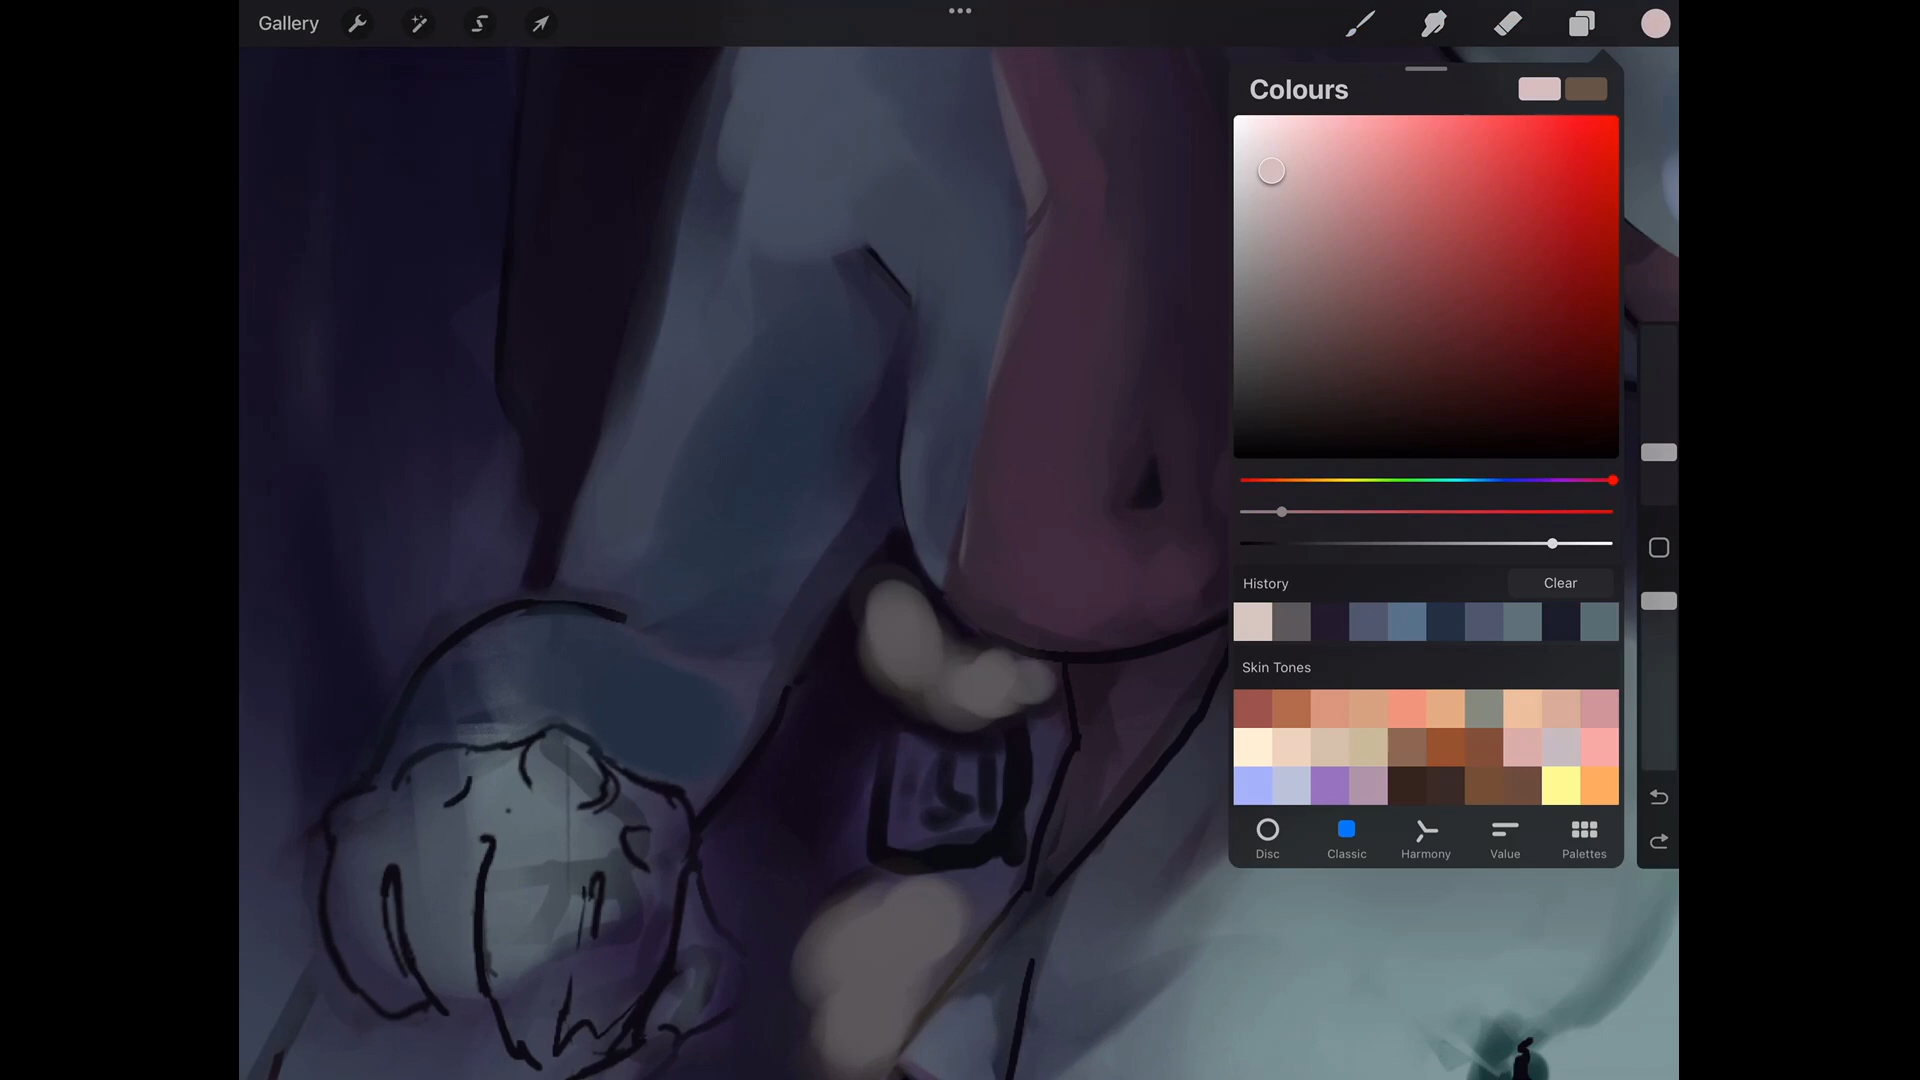 Gallery
Colours
History
Clear
Skin Tones
Disc
Classic
Harmony
Value
Palettes